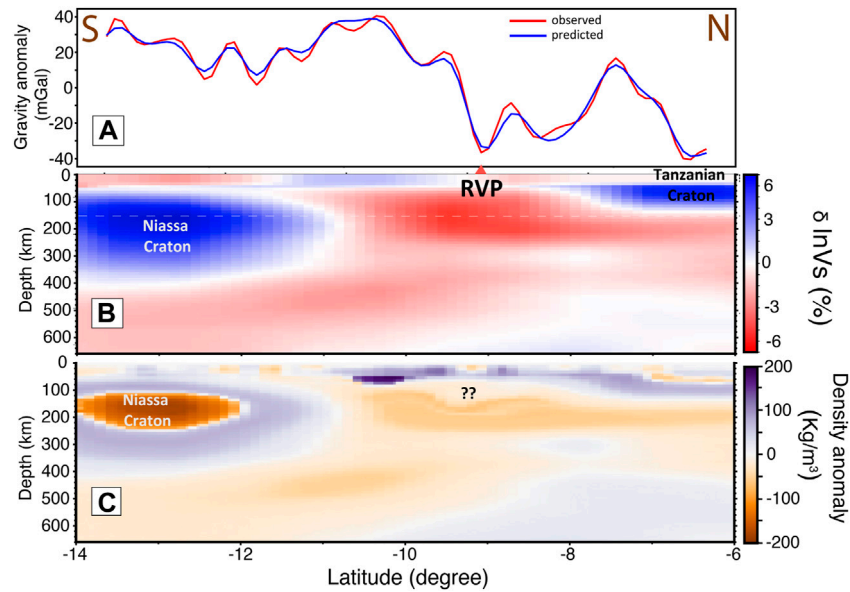 S
N
observed
predicted
Gravity anomaly
(mGal)
40
20
0
-20
-40
A
RVP
Tanzanian
Craton
Niassa
Craton
Depth (km)
0
100
200
300
400
500
600
B
6
3
0
-3
-6
δ lnVs (%)
Niassa
Craton
??
Depth (km)
0
100
200
300
400
500
600
C
200
100
0
-100
-200
Density anomaly
(Kg/m³)
-14
-12
-10
-8
-6
Latitude (degree)